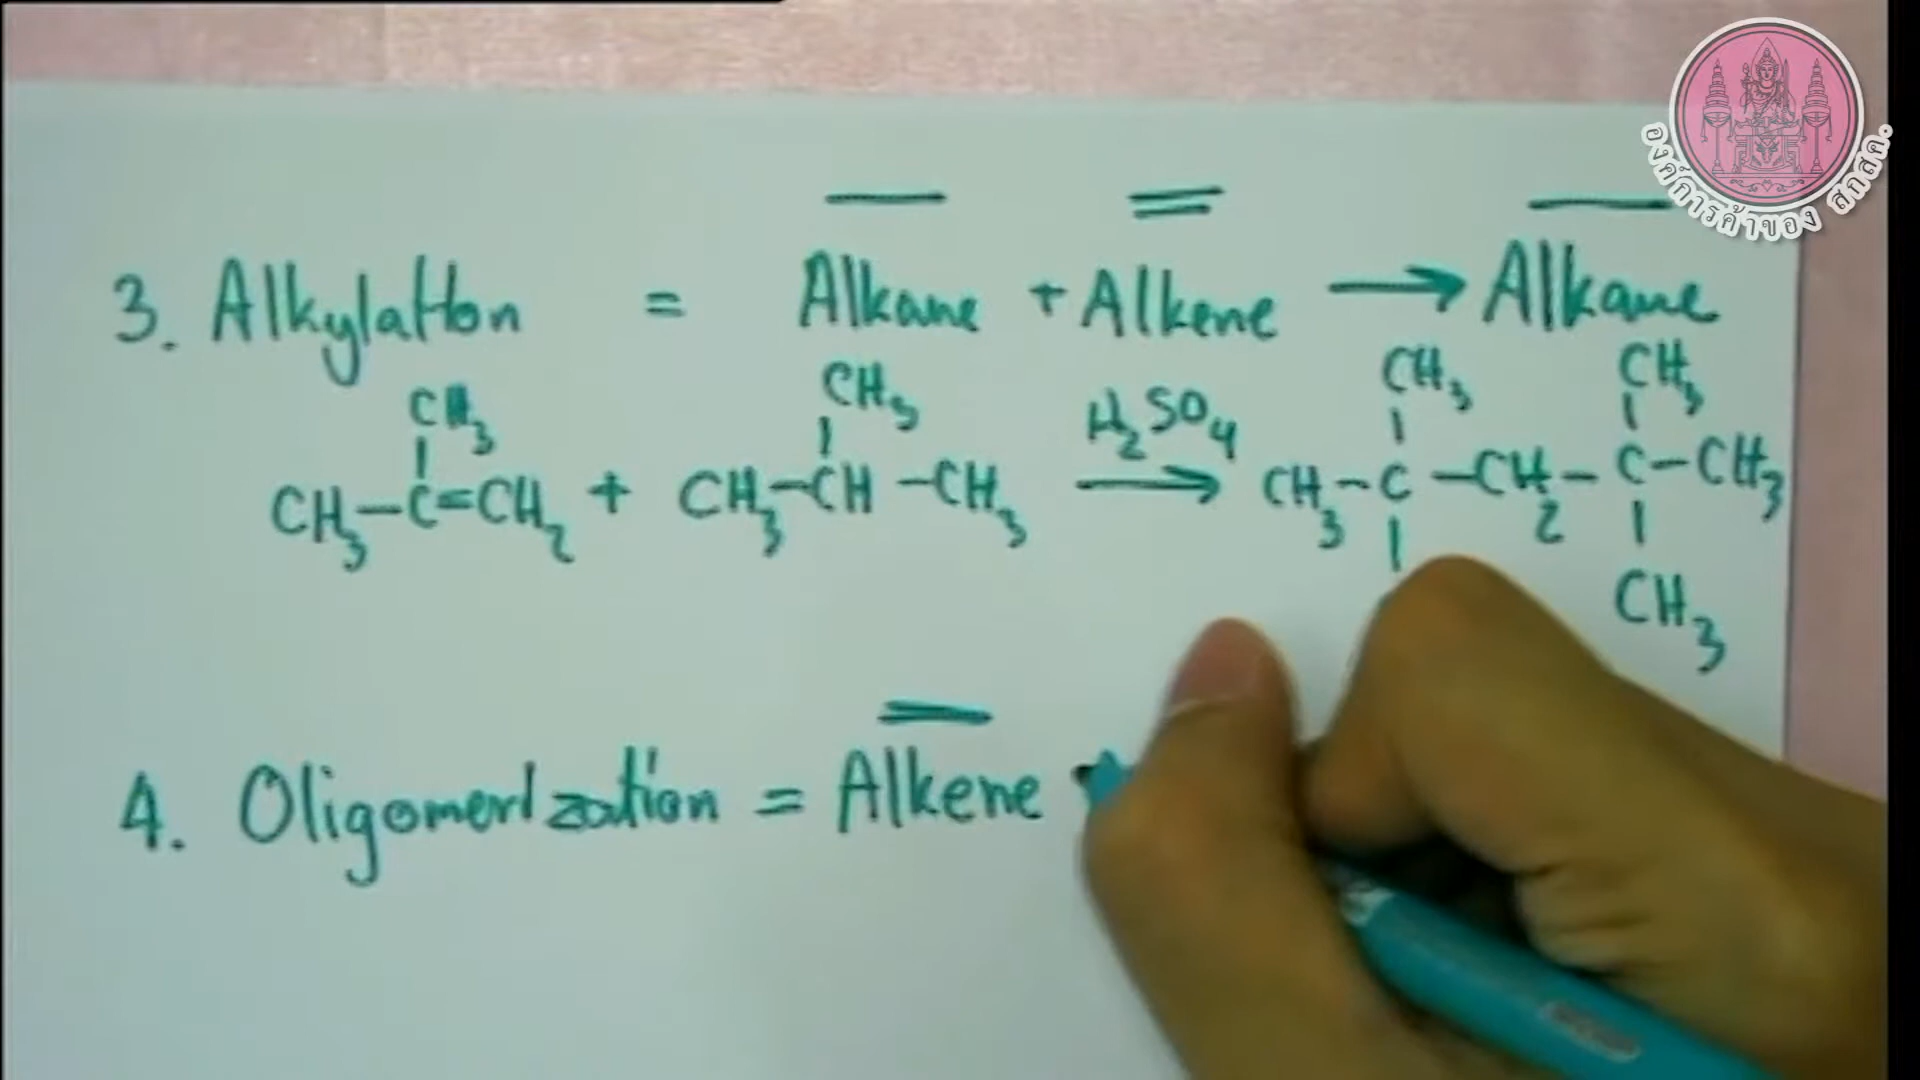 องค์การค้าของ สกสค.
3. Alkylation = Alkane + Alkene → Alkane
CH3 CH3 H2SO4 CH3 CH3
CH3–C=CH2 + CH3–CH–CH3 → CH3–C–CH2–C–CH3
CH3
4. Oligomerization = Alkene